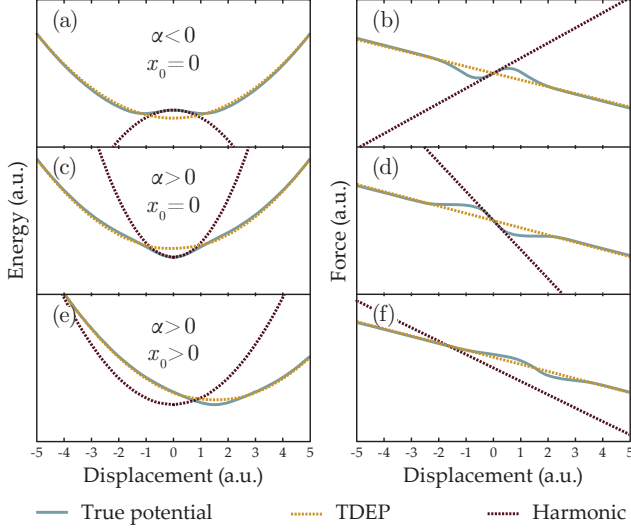 (a)
α<0
x₀=0
(b)
(c)
α>0
x₀=0
(d)
(e)
α>0
x₀>0
(f)
Energy (a.u.)
Force (a.u.)
-5 -4 -3 -2 -1 0 1 2 3 4 5
-5 -4 -3 -2 -1 0 1 2 3 4 5
Displacement (a.u.)
Displacement (a.u.)
True potential
TDEP
Harmonic